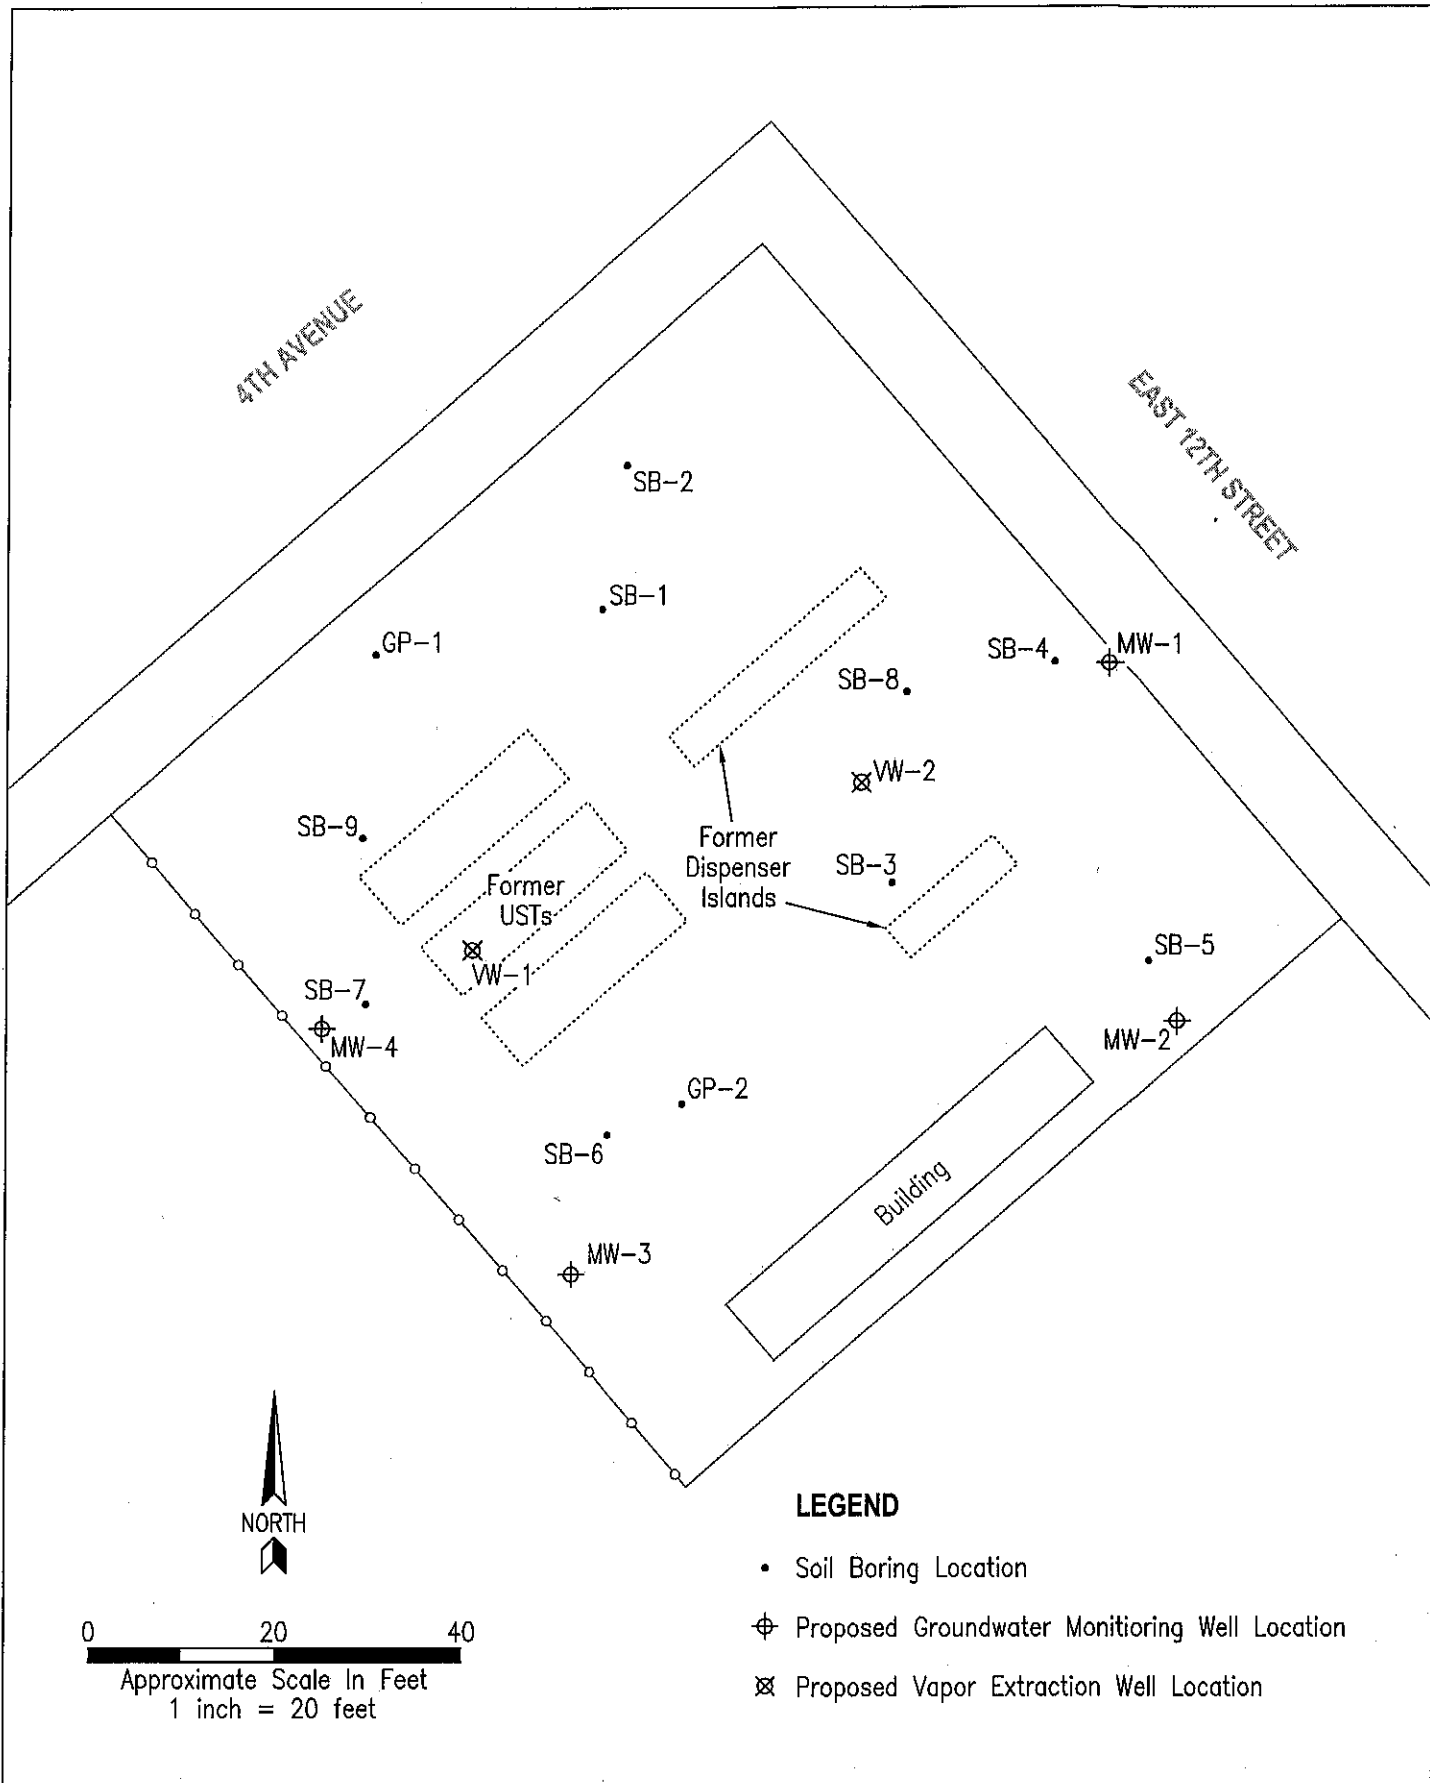 4TH AVENUE
EAST 12TH STREET
SB-2
SB-1
GP-1
SB-4
MW-1
SB-8
VW-2
SB-9
Former
Dispenser
Islands
SB-3
Former
USTs
VW-1
SB-5
SB-7
MW-4
MW-2
GP-2
SB-6
Building
MW-3
NORTH
LEGEND
Soil Boring Location
Proposed Groundwater Monitioring Well Location
Proposed Vapor Extraction Well Location
0 20 40
Approximate Scale In Feet
1 inch = 20 feet